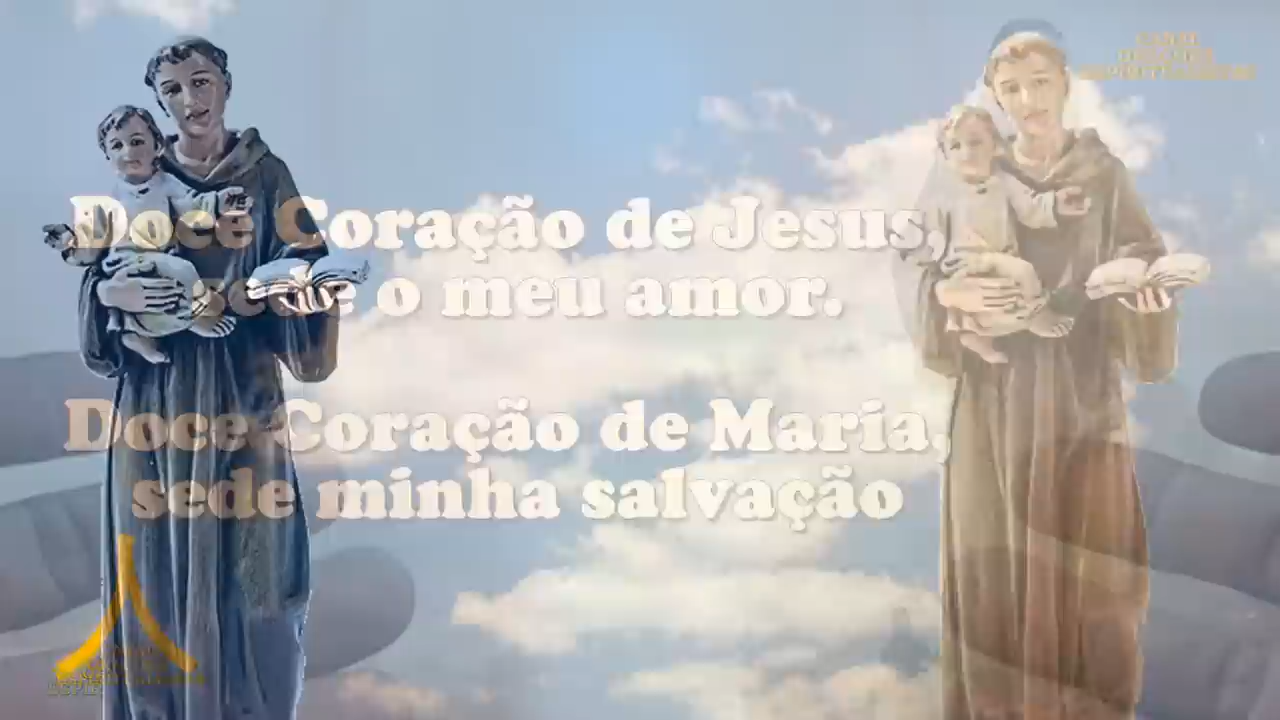 Doce Coração de Jesus,
sede o meu amor.
Doce Coração de Maria,
sede minha salvação